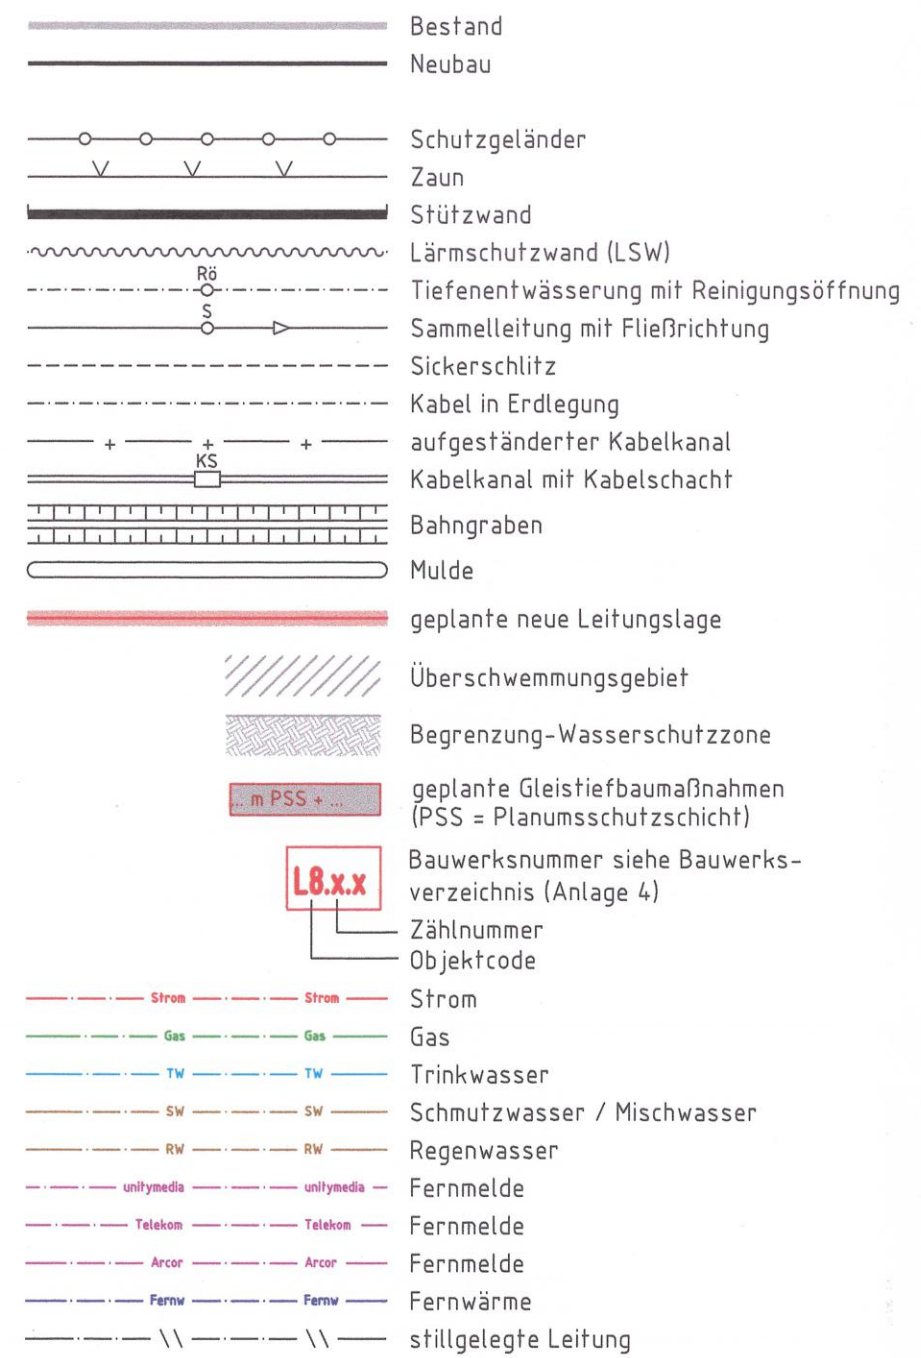 Bestand
Neubau
Schutzgeländer
Zaun
Stützwand
Lärmschutzwand (LSW)
Rö
Tiefenentwässerung mit Reinigungsöffnung
S
Sammelleitung mit Fließrichtung
Sickerschlitz
Kabel in Erdlegung
aufgeständerter Kabelkanal
KS
Kabelkanal mit Kabelschacht
Bahngraben
Mulde
geplante neue Leitungslage
Überschwemmungsgebiet
Begrenzung-Wasserschutzzone
... m PSS + ... geplante Gleistiefbaumaßnahmen
(PSS = Planumsschutzschicht)
L8.x.x Bauwerksnummer siehe Bauwerks-
verzeichnis (Anlage 4)
Zählnummer
Objektcode
Strom Strom Strom
Gas Gas Gas
TW TW Trinkwasser
SW SW Schmutzwasser / Mischwasser
RW RW Regenwasser
unitymedia unitymedia Fernmelde
Telekom Telekom Fernmelde
Arcor Arcor Fernmelde
Fernw Fernw Fernwärme
stillgelegte Leitung